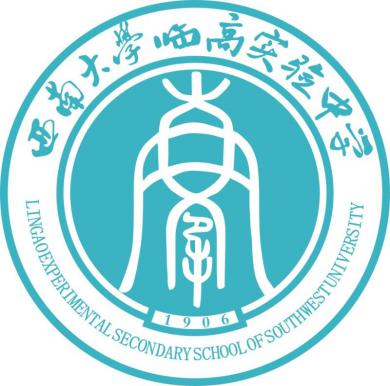 西南大学临高实验中学
1906
LINGAO EXPERIMENTAL SECONDARY SCHOOL OF SOUTHWEST UNIVERSITY